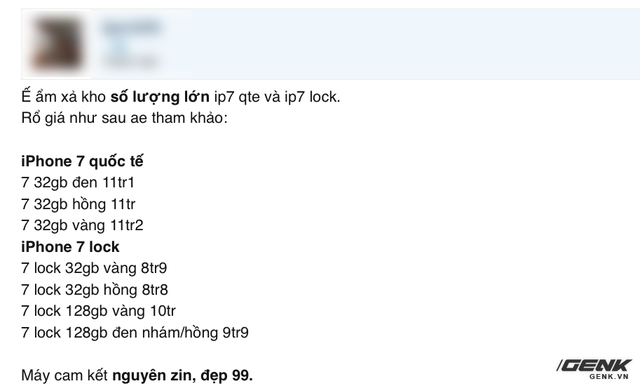 Ế ẩm xả kho số lượng lớn ip7 qte và ip7 lock.
Rổ giá như sau ae tham khảo:
iPhone 7 quốc tế
7 32gb đen 11tr1
7 32gb hồng 11tr
7 32gb vàng 11tr2
iPhone 7 lock
7 lock 32gb vàng 8tr9
7 lock 32gb hồng 8tr8
7 lock 128gb vàng 10tr
7 lock 128gb đen nhám/hồng 9tr9
Máy cam kết nguyên zin, đẹp 99.
GENK
GENK.VN